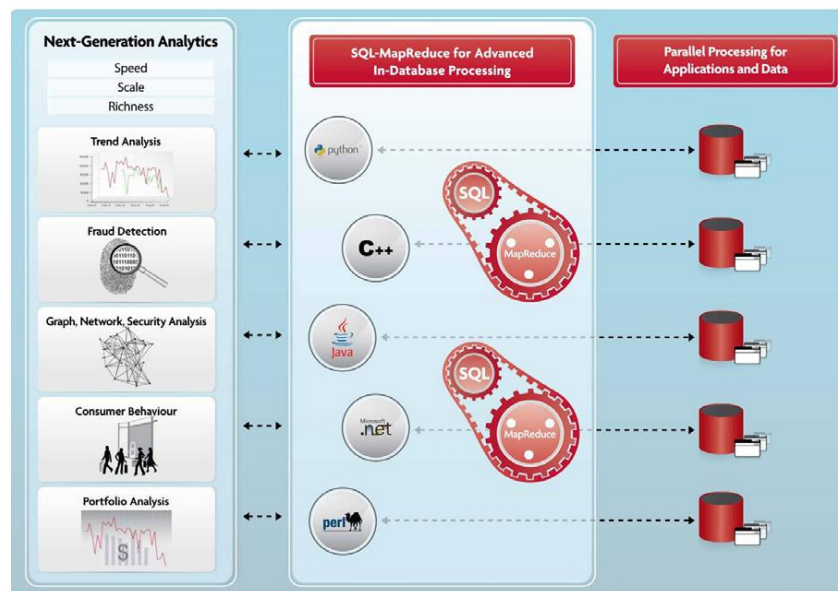 Next-Generation Analytics
Speed
Scale
Richness
Trend Analysis
Fraud Detection
Graph, Network, Security Analysis
Consumer Behaviour
Portfolio Analysis
$
SQL-MapReduce for Advanced
In-Database Processing
python
C++
Java
Microsoft
.net
perl
SQL
MapReduce
SQL
MapReduce
Parallel Processing for
Applications and Data